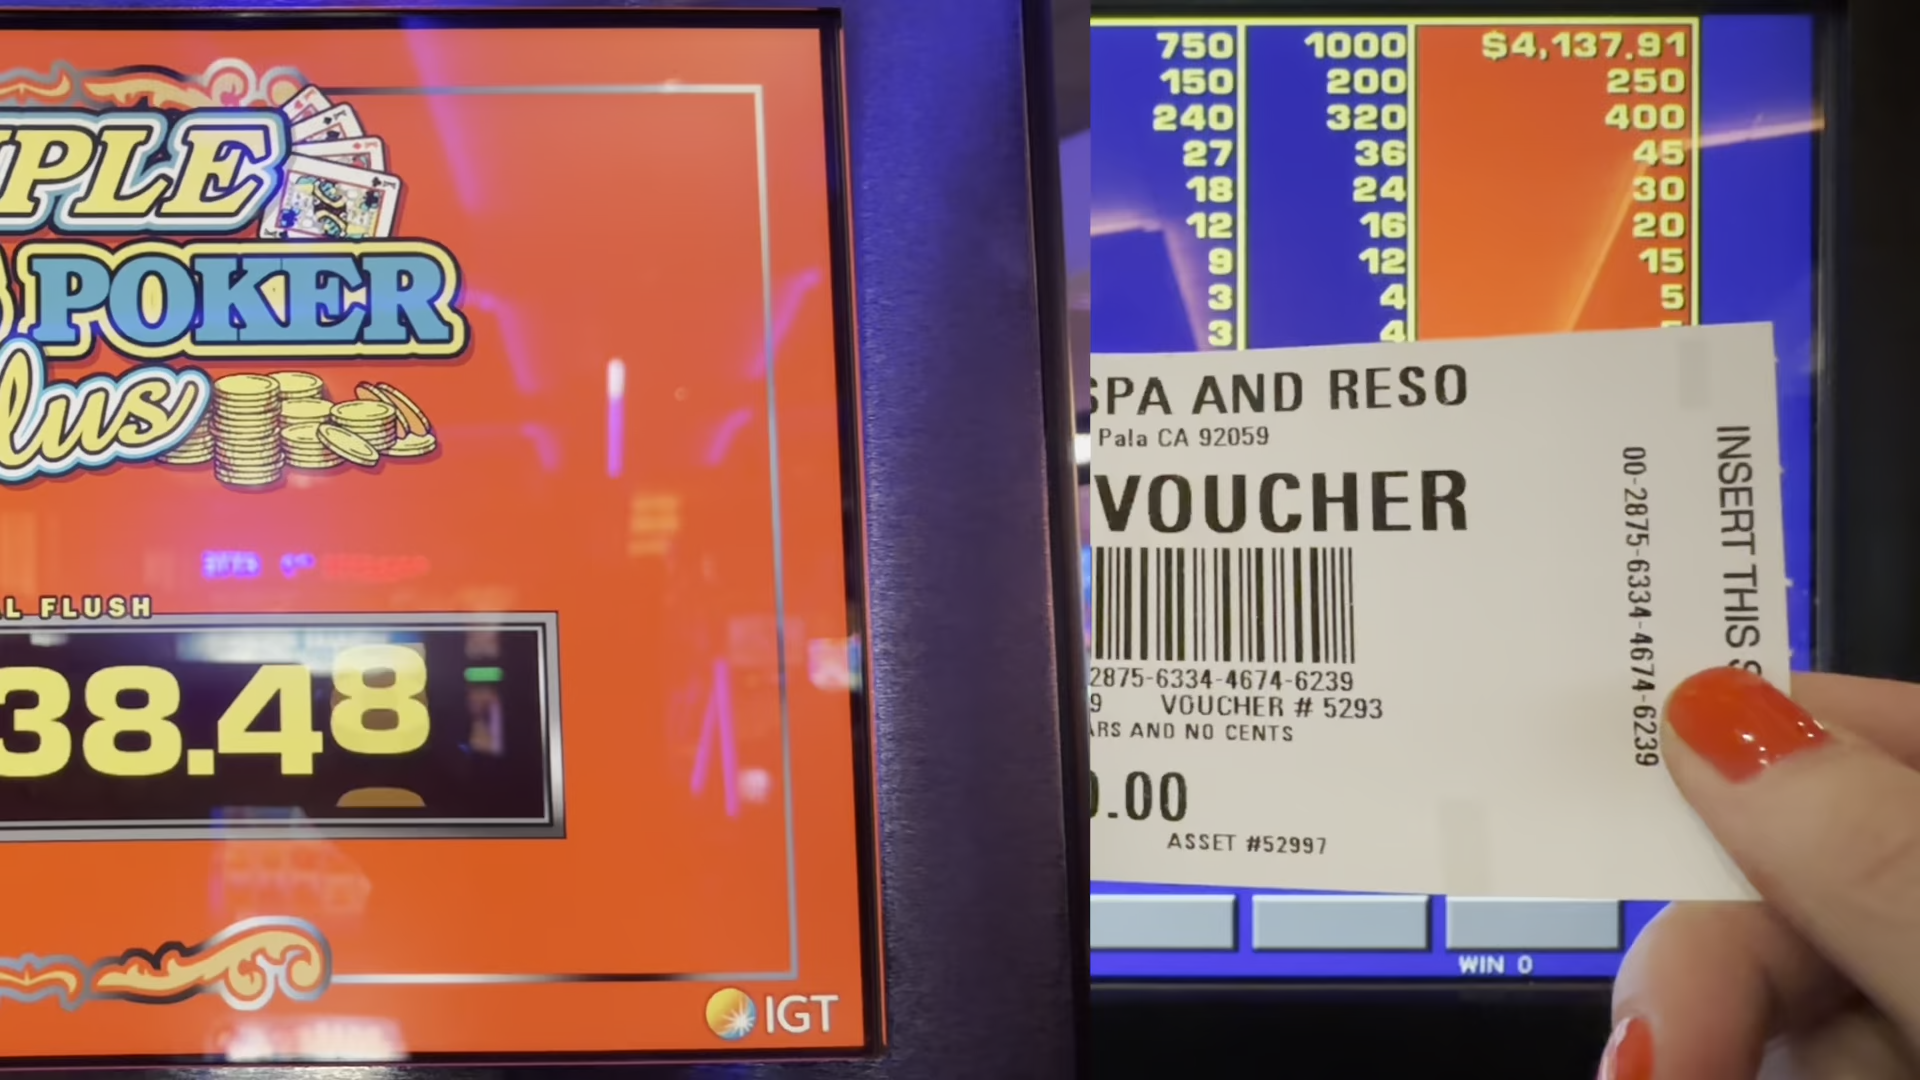 PLE
POKER
lus
L FLUSH
38.48
IGT
750 1000 $4,137.91
150 200 250
240 320 400
27 36 45
18 24 30
12 16 20
9 12 15
3 4 5
3 4
SPA AND RESO
Pala CA 92059
VOUCHER
2875-6334-4674-6239
9 VOUCHER # 5293
ARS AND NO CENTS
0.00
ASSET #52997
00-2875-6334-4674-6239
INSERT THIS S
WIN 0